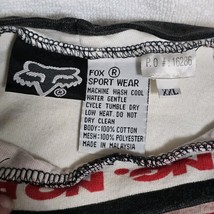 P.O # 16286
XXL
FOX ®
SPORT WEAR
MACHINE WASH COOL
WATER GENTLE
CYCLE TUMBLE DRY
LOW HEAT. DO NOT
DRY CLEAN
BODY:100% COTTON
MESH:100% POLYESTER
MADE IN MALAYSIA